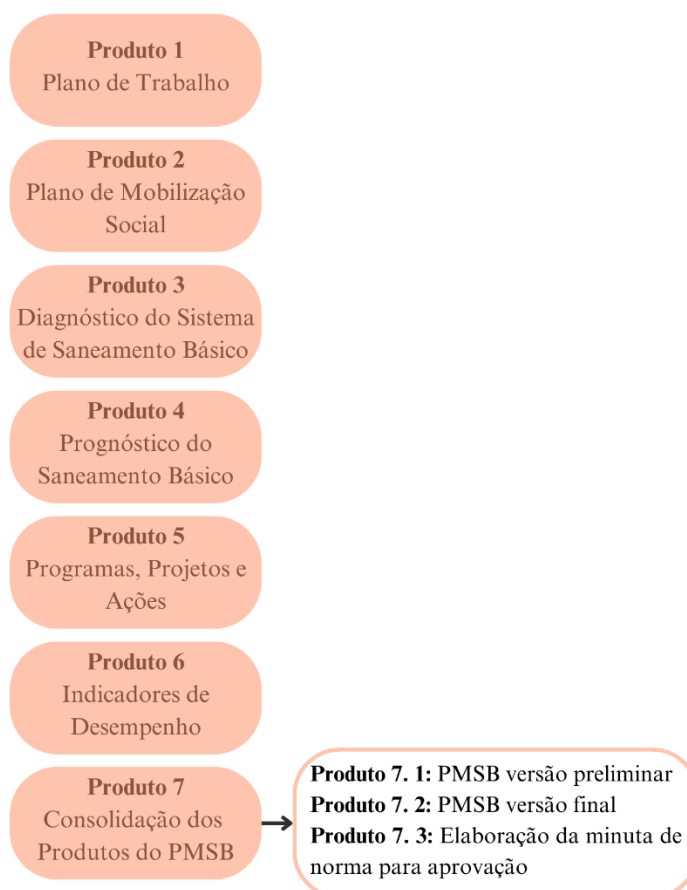 Produto 1
Plano de Trabalho
Produto 2
Plano de Mobilização
Social
Produto 3
Diagnóstico do Sistema
de Saneamento Básico
Produto 4
Prognóstico do
Saneamento Básico
Produto 5
Programas, Projetos e
Ações
Produto 6
Indicadores de
Desempenho
Produto 7
Consolidação dos
Produtos do PMSB
Produto 7. 1: PMSB versão preliminar
Produto 7. 2: PMSB versão final
Produto 7. 3: Elaboração da minuta de
norma para aprovação